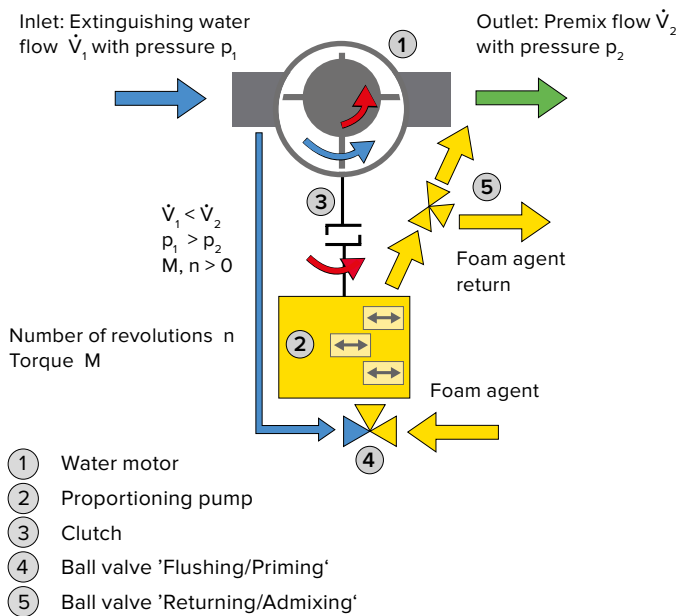 Inlet: Extinguishing water
flow V̇₁ with pressure p₁
Outlet: Premix flow V̇₂
with pressure p₂
1
3
5
V̇₁ < V̇₂
p₁ > p₂
M, n > 0
Foam agent
return
Number of revolutions n
Torque M
2
Foam agent
4
1 Water motor
2 Proportioning pump
3 Clutch
4 Ball valve ’Flushing/Priming‘
5 Ball valve ’Returning/Admixing‘